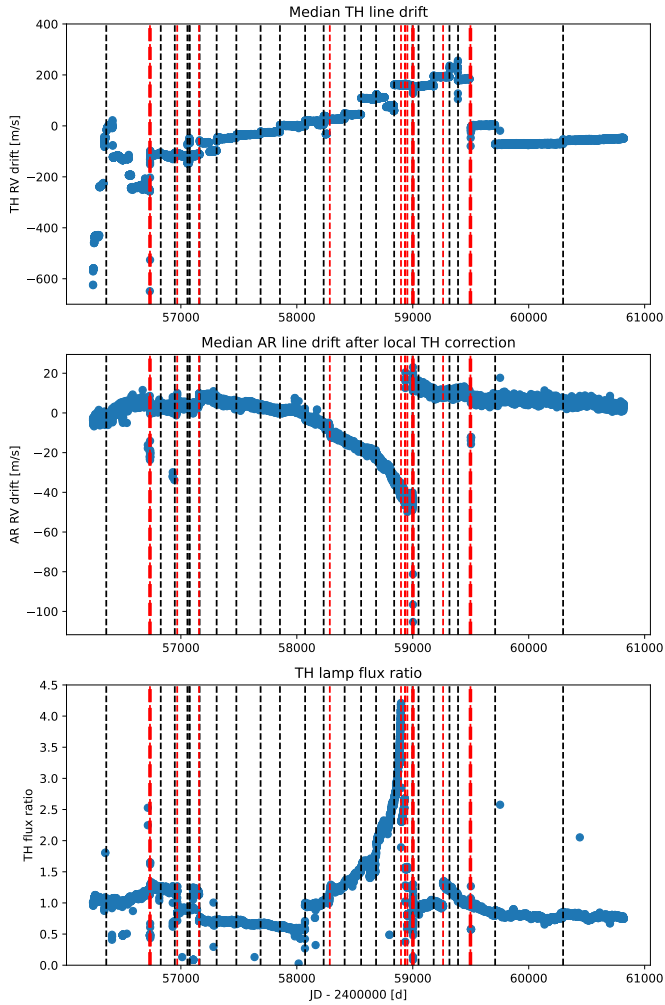 Median TH line drift
TH RV drift [m/s]
400
200
0
−200
−400
−600
57000 58000 59000 60000 61000
Median AR line drift after local TH correction
AR RV drift [m/s]
20
0
−20
−40
−60
−80
−100
57000 58000 59000 60000 61000
TH lamp flux ratio
TH flux ratio
4.5
4.0
3.5
3.0
2.5
2.0
1.5
1.0
0.5
0.0
57000 58000 59000 60000 61000
JD - 2400000 [d]